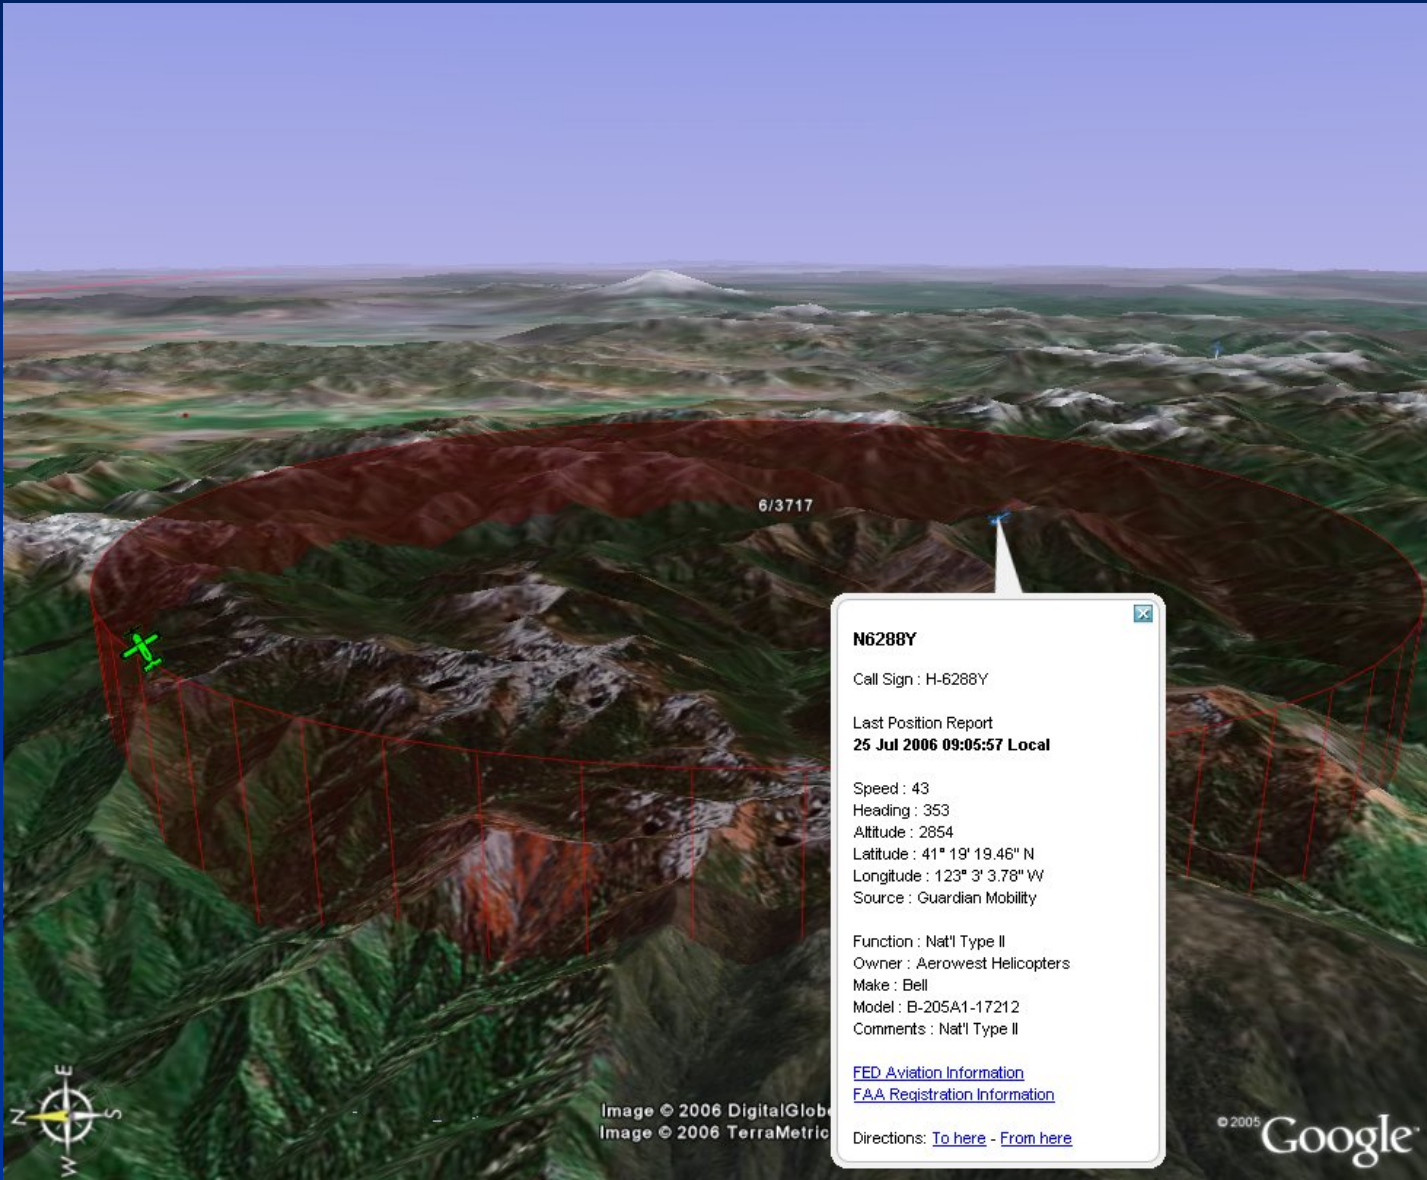 6/3717
N6288Y
Call Sign : H-6288Y
Last Position Report
25 Jul 2006 09:05:57 Local
Speed : 43
Heading : 353
Altitude : 2854
Latitude : 41° 19' 19.46" N
Longitude : 123° 3' 3.78" W
Source : Guardian Mobility
Function : Nat'l Type II
Owner : Aerowest Helicopters
Make : Bell
Model : B-205A1-17212
Comments : Nat'l Type II
FED Aviation Information
FAA Registration Information
Directions: To here - From here
N E S W
Image © 2006 DigitalGlobe
Image © 2006 TerraMetric
© 2005 Google